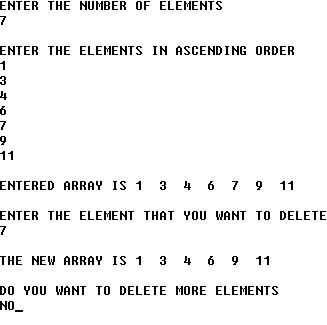 ENTER THE NUMBER OF ELEMENTS
7
ENTER THE ELEMENTS IN ASCENDING ORDER
1
3
4
6
7
9
11
ENTERED ARRAY IS 1 3 4 6 7 9 11
ENTER THE ELEMENT THAT YOU WANT TO DELETE
7
THE NEW ARRAY IS 1 3 4 6 9 11
DO YOU WANT TO DELETE MORE ELEMENTS
NO_